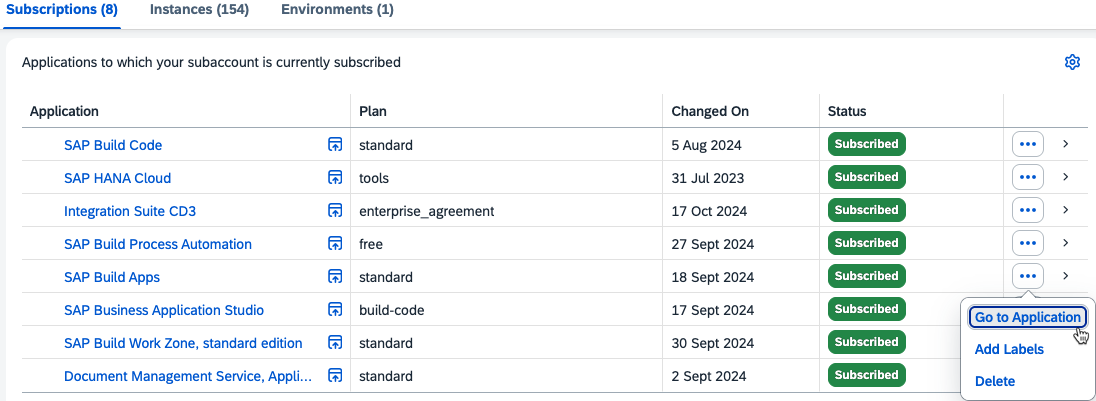 Subscriptions (8) Instances (154) Environments (1)
Applications to which your subaccount is currently subscribed
Application Plan Changed On Status
SAP Build Code standard 5 Aug 2024 Subscribed
SAP HANA Cloud tools 31 Jul 2023 Subscribed
Integration Suite CD3 enterprise_agreement 17 Oct 2024 Subscribed
SAP Build Process Automation free 27 Sept 2024 Subscribed
SAP Build Apps standard 18 Sept 2024 Subscribed
SAP Business Application Studio build-code 17 Sept 2024 Subscribed
Go to Application
SAP Build Work Zone, standard edition standard 30 Sept 2024 Subscribed
Add Labels
Document Management Service, Appli... standard 2 Sept 2024 Subscribed
Delete